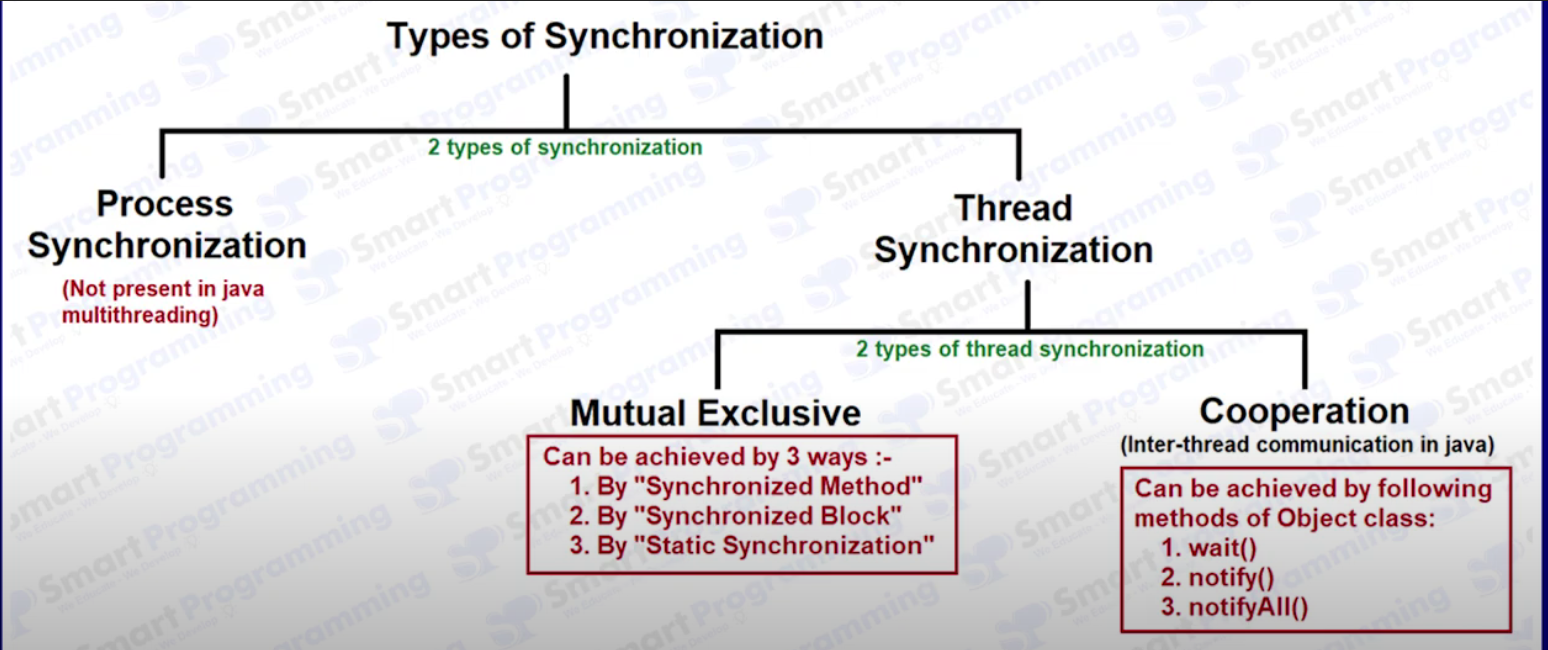 Types of Synchronization
2 types of synchronization
Process
Synchronization
(Not present in java
multithreading)
Thread
Synchronization
2 types of thread synchronization
Mutual Exclusive
Can be achieved by 3 ways :-
1. By "Synchronized Method"
2. By "Synchronized Block"
3. By "Static Synchronization"
Cooperation
(Inter-thread communication in java)
Can be achieved by following
methods of Object class:
1. wait()
2. notify()
3. notifyAll()
Smart Programming
We Educate - We Develop